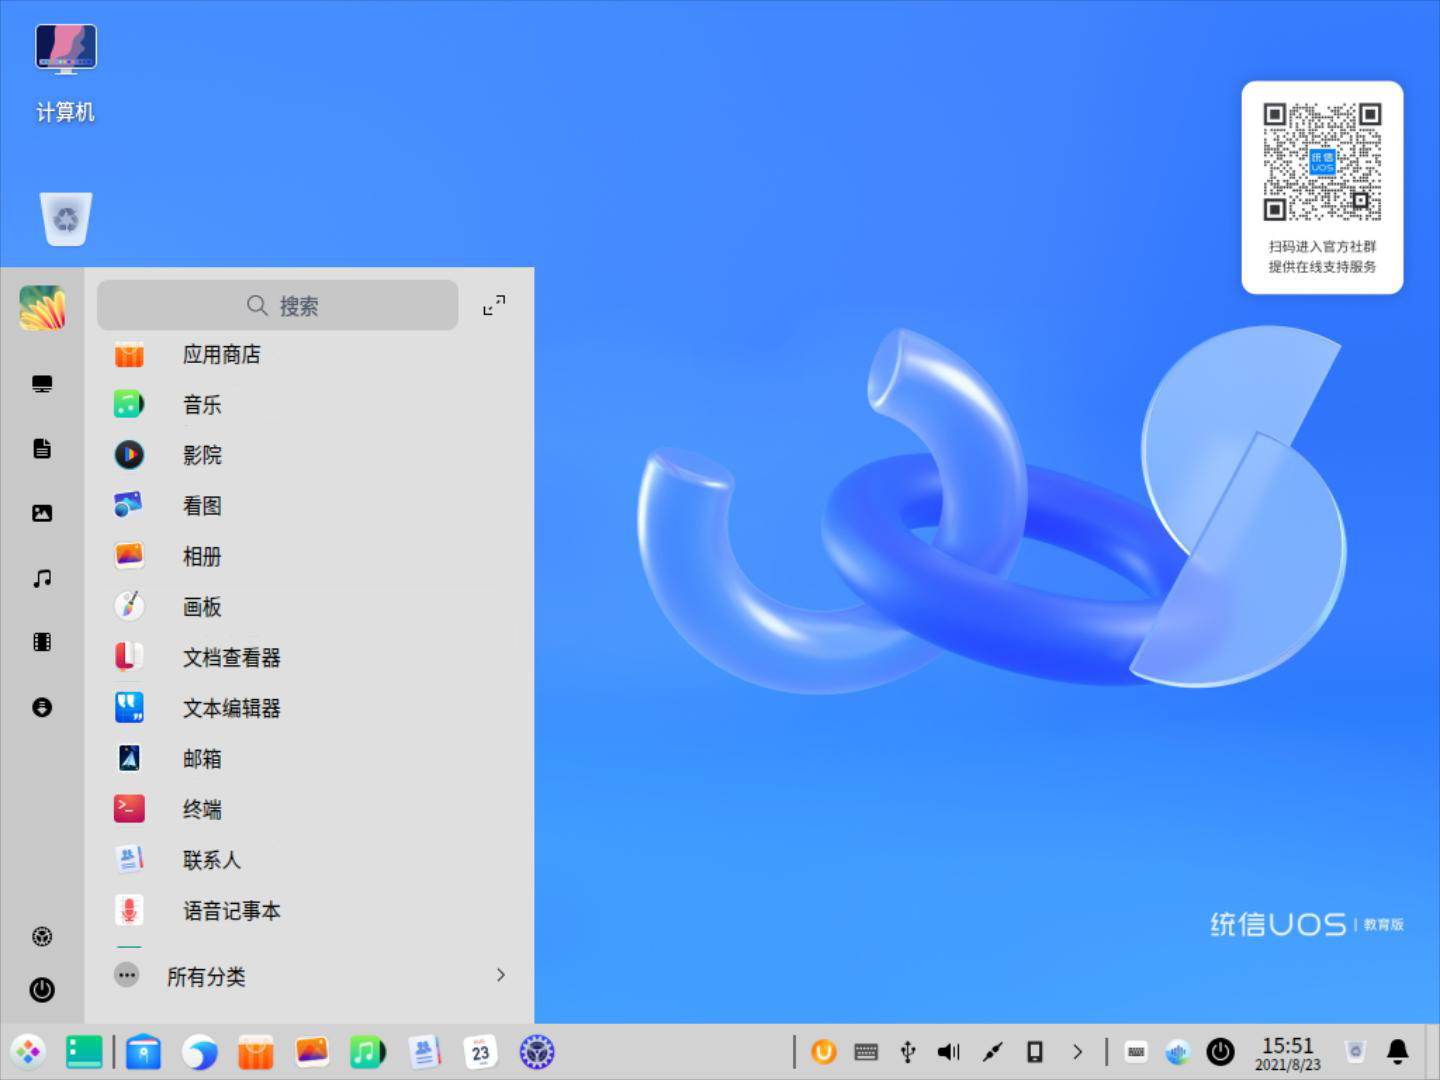 计算机
统信
UOS
扫码进入官方社群
提供在线支持服务
搜索
应用商店
音乐
影院
看图
相册
画板
文档查看器
文本编辑器
邮箱
终端
联系人
语音记事本
所有分类
统信UOS | 教育版
23
15:51
2021/8/23